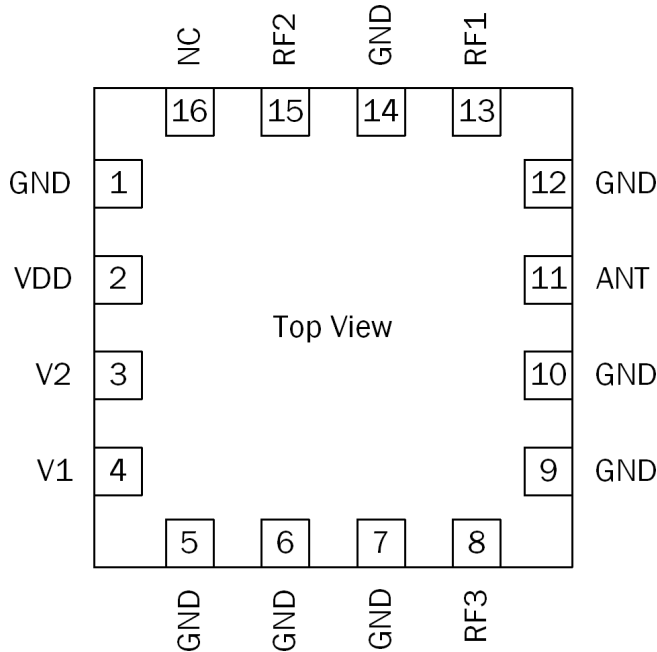 NC RF2 GND RF1
16 15 14 13
GND 1 12 GND
VDD 2 11 ANT
Top View
V2 3 10 GND
V1 4 9 GND
5 6 7 8
GND GND GND RF3